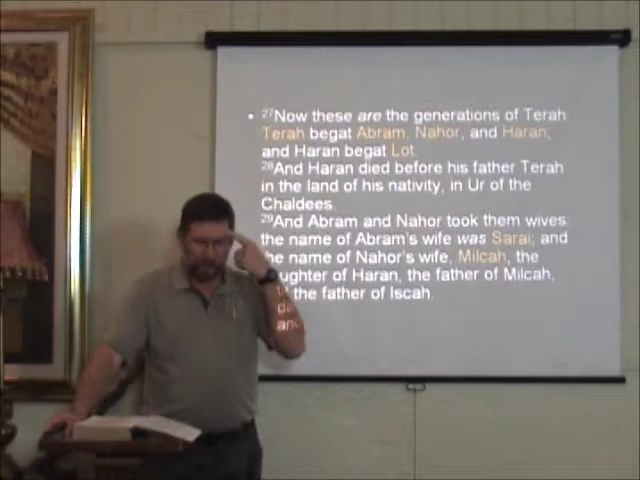 • ²⁷Now these are the generations of Terah
Terah begat Abram, Nahor, and Haran;
and Haran begat Lot.
²⁸And Haran died before his father Terah
in the land of his nativity, in Ur of the
Chaldees.
²⁹And Abram and Nahor took them wives:
the name of Abram's wife was Sarai; and
the name of Nahor's wife, Milcah, the
daughter of Haran, the father of Milcah,
the father of Iscah.